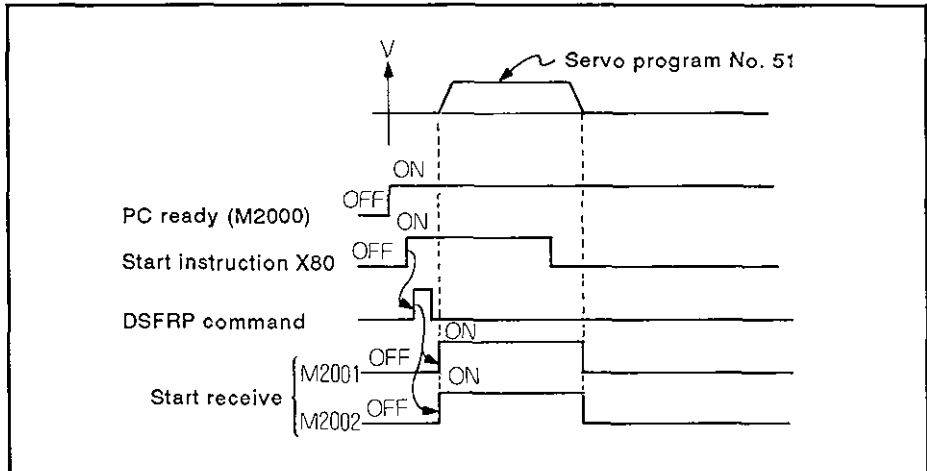 V
Servo program No. 51
ON
OFF
PC ready (M2000)
ON
OFF
Start instruction X80
DSFRP command
ON
OFF
M2001
ON
Start receive
OFF
M2002